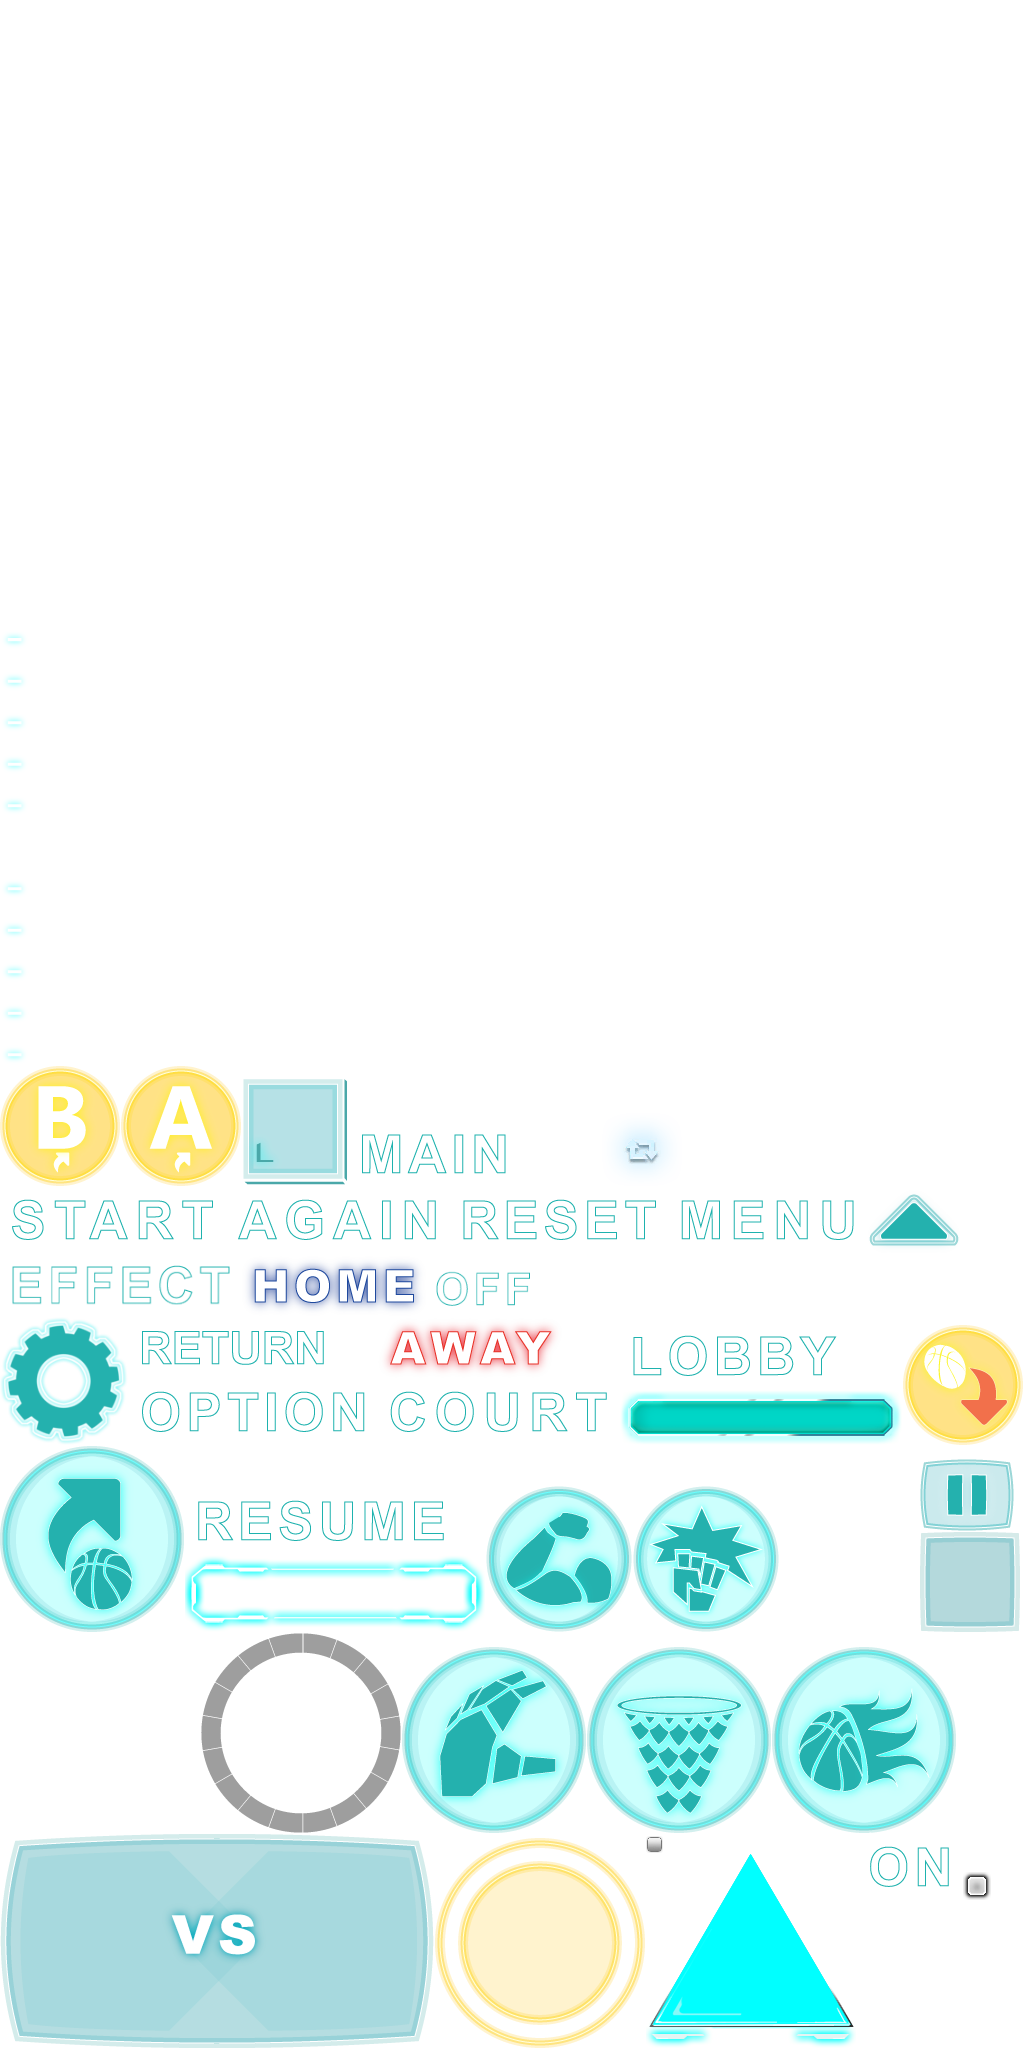 B A L MAIN
START AGAIN RESET MENU
EFFECT HOME OFF
RETURN AWAY LOBBY
OPTION COURT
RESUME
ON
VS